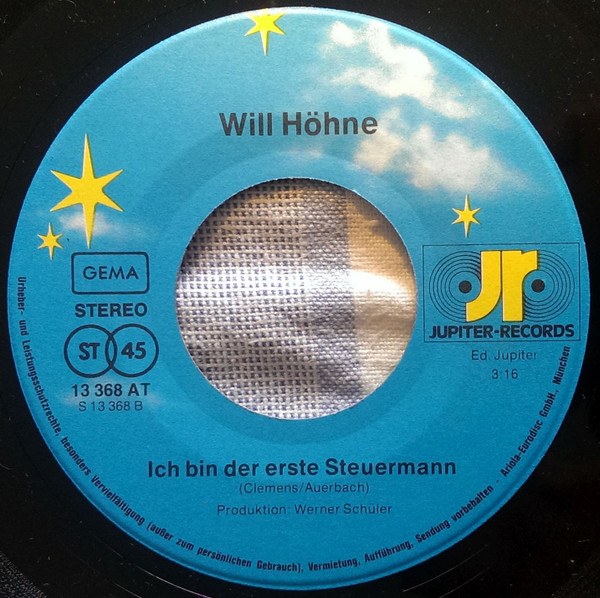 Will Höhne
GEMA
STEREO
ST 45
13 368 AT
S 13 368 B
jr
JUPITER-RECORDS
Ed. Jupiter
3:16
Ich bin der erste Steuermann
(Clemens/Auerbach)
Produktion: Werner Schüler
Urheber- und Leistungsschutzrechte, besonders Vervielfältigung (außer zum persönlichen Gebrauch), Vermietung, Aufführung, Sendung vorbehalten · Ariola-Eurodisc GmbH., München